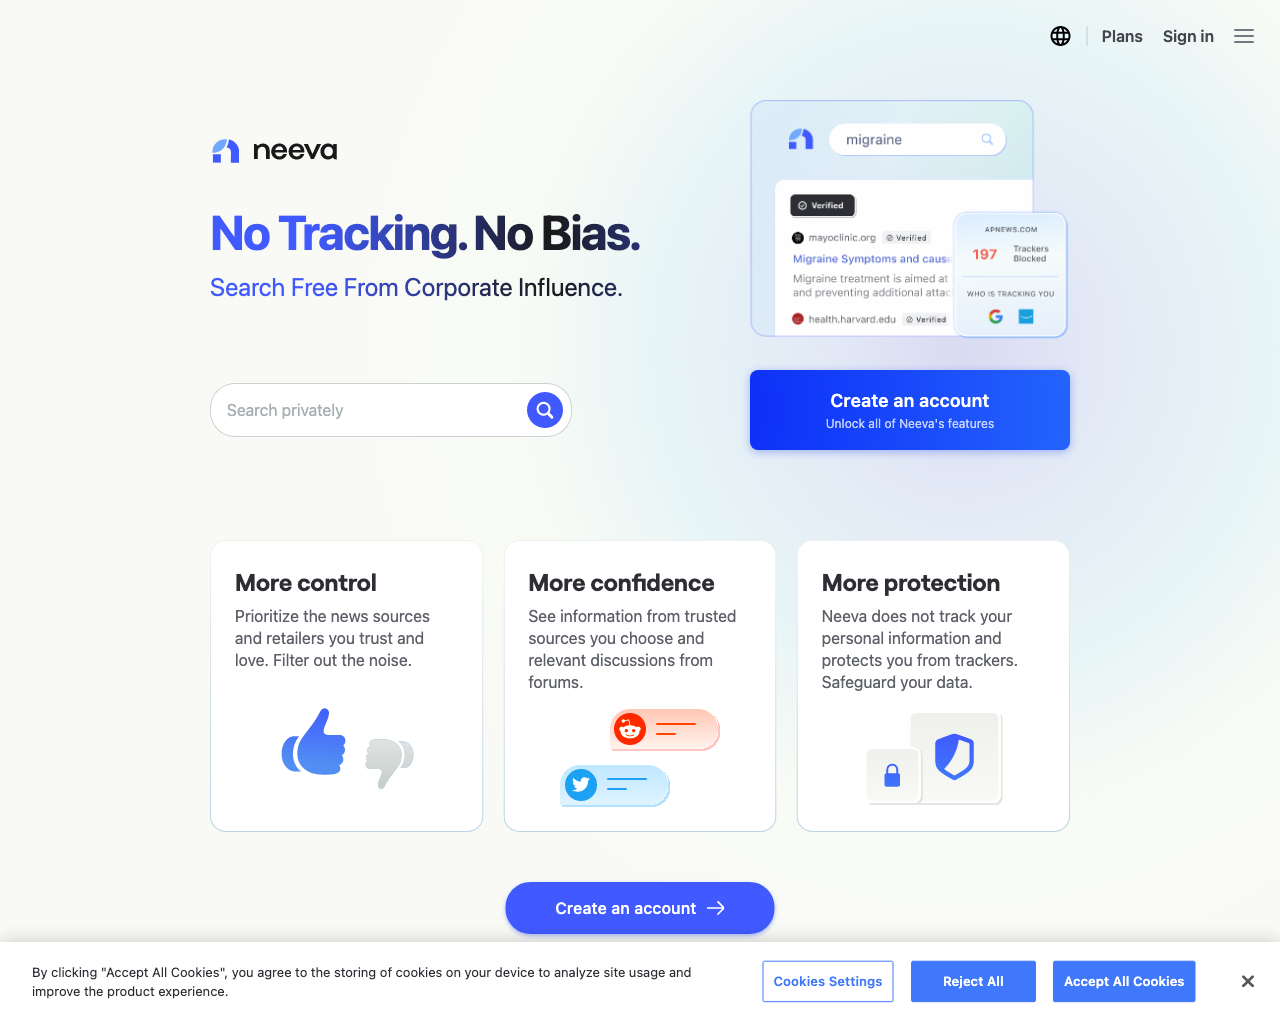 Plans
Sign in
neeva
No Tracking. No Bias.
Search Free From Corporate Influence.
migraine
Verified
mayoclinic.org
Verified
Migraine Symptoms and cause
Migraine treatment is aimed at
and preventing additional attac
health.harvard.edu
Verified
APNEWS.COM
197
Trackers
Blocked
WHO IS TRACKING YOU
Search privately
Create an account
Unlock all of Neeva's features
More control
Prioritize the news sources
and retailers you trust and
love. Filter out the noise.
More confidence
See information from trusted
sources you choose and
relevant discussions from
forums.
More protection
Neeva does not track your
personal information and
protects you from trackers.
Safeguard your data.
Create an account
By clicking "Accept All Cookies", you agree to the storing of cookies on your device to analyze site usage and
improve the product experience.
Cookies Settings
Reject All
Accept All Cookies